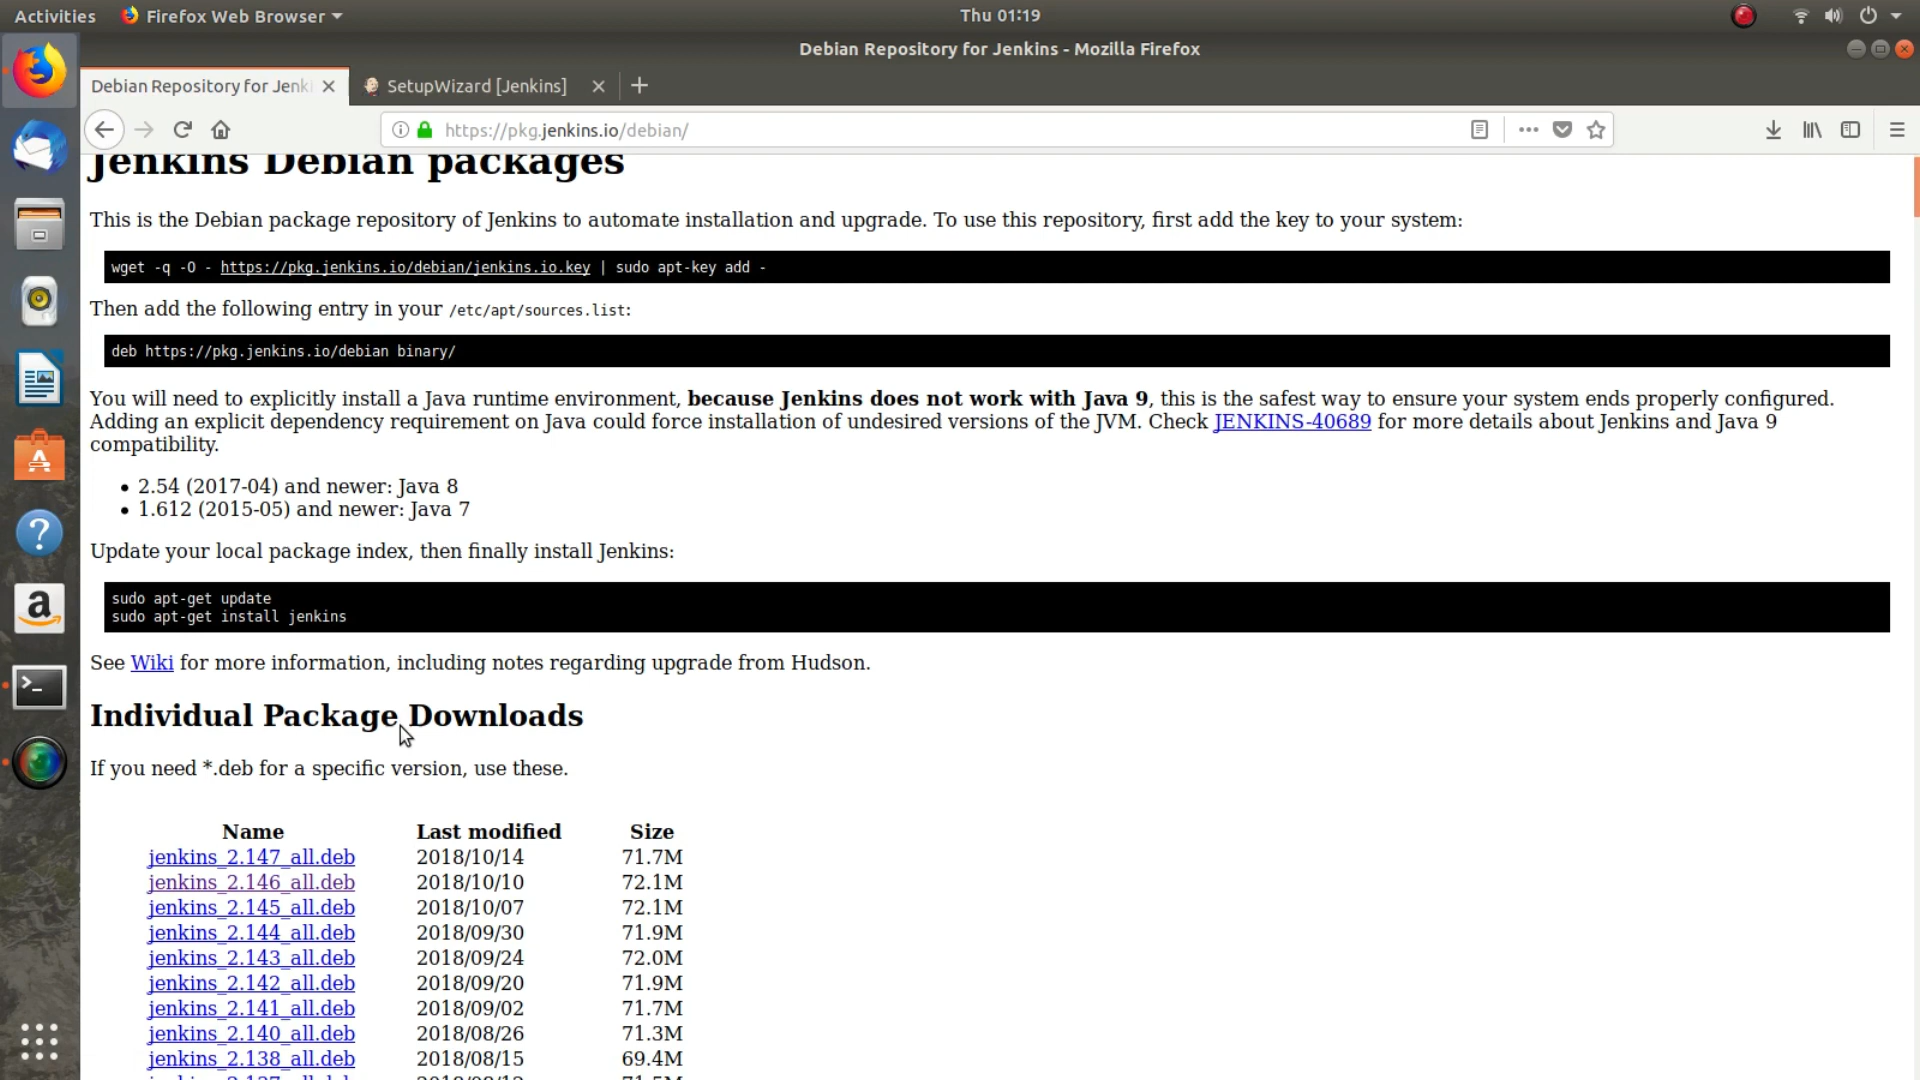 Activities Firefox Web Browser Thu 01:19
Debian Repository for Jenkins - Mozilla Firefox
Debian Repository for Jenki SetupWizard [Jenkins]
https://pkg.jenkins.io/debian/
Jenkins Debian packages
This is the Debian package repository of Jenkins to automate installation and upgrade. To use this repository, first add the key to your system:
wget -q -O - https://pkg.jenkins.io/debian/jenkins.io.key | sudo apt-key add -
Then add the following entry in your /etc/apt/sources.list:
deb https://pkg.jenkins.io/debian binary/
You will need to explicitly install a Java runtime environment, because Jenkins does not work with Java 9, this is the safest way to ensure your system ends properly configured.
Adding an explicit dependency requirement on Java could force installation of undesired versions of the JVM. Check JENKINS-40689 for more details about Jenkins and Java 9
compatibility.
• 2.54 (2017-04) and newer: Java 8
• 1.612 (2015-05) and newer: Java 7
Update your local package index, then finally install Jenkins:
sudo apt-get update
sudo apt-get install jenkins
See Wiki for more information, including notes regarding upgrade from Hudson.
Individual Package Downloads
If you need *.deb for a specific version, use these.
Name Last modified Size
jenkins_2.147_all.deb 2018/10/14 71.7M
jenkins_2.146_all.deb 2018/10/10 72.1M
jenkins_2.145_all.deb 2018/10/07 72.1M
jenkins_2.144_all.deb 2018/09/30 71.9M
jenkins_2.143_all.deb 2018/09/24 72.0M
jenkins_2.142_all.deb 2018/09/20 71.9M
jenkins_2.141_all.deb 2018/09/02 71.7M
jenkins_2.140_all.deb 2018/08/26 71.3M
jenkins_2.138_all.deb 2018/08/15 69.4M